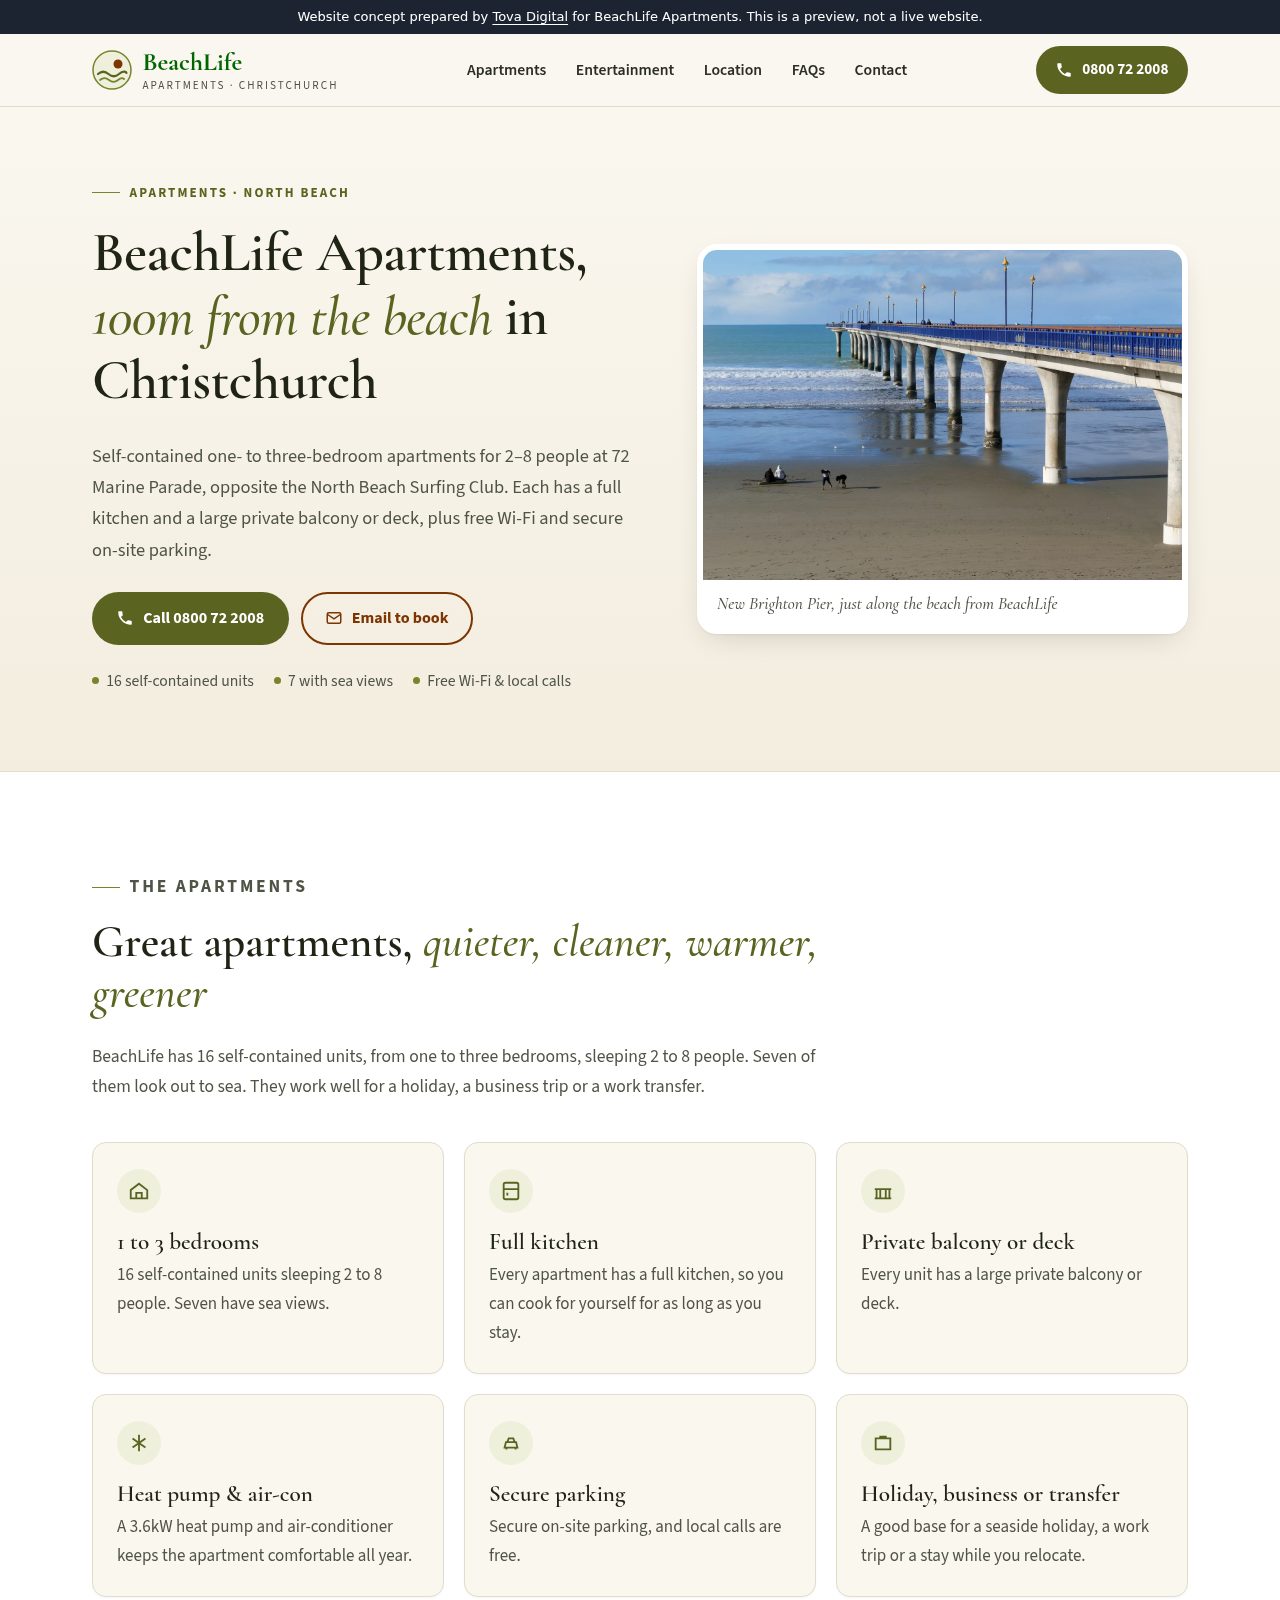 Website concept prepared by Tova Digital for BeachLife Apartments. This is a preview, not a live website.
BeachLife
APARTMENTS · CHRISTCHURCH
Apartments
Entertainment
Location
FAQs
Contact
0800 72 2008
APARTMENTS · NORTH BEACH
BeachLife Apartments,
100m from the beach in
Christchurch
Self-contained one- to three-bedroom apartments for 2–8 people at 72
Marine Parade, opposite the North Beach Surfing Club. Each has a full
kitchen and a large private balcony or deck, plus free Wi-Fi and secure
on-site parking.
Call 0800 72 2008
Email to book
16 self-contained units
7 with sea views
Free Wi-Fi & local calls
New Brighton Pier, just along the beach from BeachLife
THE APARTMENTS
Great apartments, quieter, cleaner, warmer,
greener
BeachLife has 16 self-contained units, from one to three bedrooms, sleeping 2 to 8 people. Seven of
them look out to sea. They work well for a holiday, a business trip or a work transfer.
1 to 3 bedrooms
16 self-contained units sleeping 2 to 8
people. Seven have sea views.
Full kitchen
Every apartment has a full kitchen, so you
can cook for yourself for as long as you
stay.
Private balcony or deck
Every unit has a large private balcony or
deck.
Heat pump & air-con
A 3.6kW heat pump and air-conditioner
keeps the apartment comfortable all year.
Secure parking
Secure on-site parking, and local calls are
free.
Holiday, business or transfer
A good base for a seaside holiday, a work
trip or a stay while you relocate.